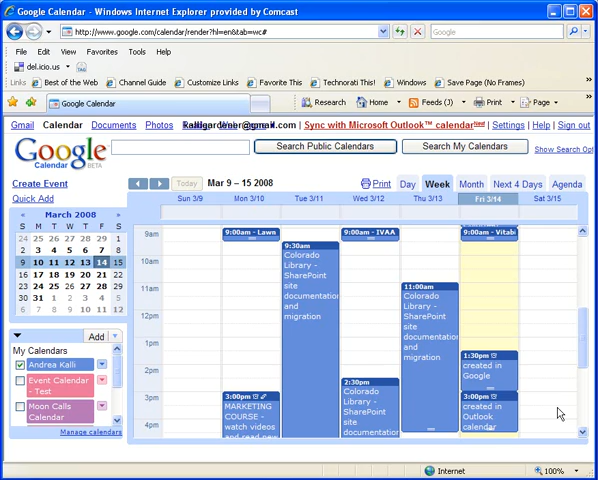 Google Calendar - Windows Internet Explorer provided by Comcast
http://www.google.com/calendar/render?hl=en&tab=wc#
Google
File Edit View Favorites Tools Help
del.icio.us TAG
Links Best of the Web Channel Guide Customize Links Favorites Technorati This! Windows Save Page (No Flag)
Google Calendar
Research Home Feeds (J) Print Page
Gmail Calendar Documents Photos
Sync with Microsoft Outlook™ calendar New! | Settings | Help | Sign out
Google
Calendar BETA
Search Public Calendars Search My Calendars Show Search Opt
Create Event
Quick Add
Today Mar 9 – 15 2008 Print Day Week Month Next 4 Days Agenda
Sun 3/9 Mon 3/10 Tue 3/11 Wed 3/12 Thu 3/13 Fri 3/14 Sat 3/15
« March 2008 »
S M T W T F S
24 25 26 27 28 29 1
2 3 4 5 6 7 8
9 10 11 12 13 14 15
16 17 18 19 20 21 22
23 24 25 26 27 28 29
30 31 1 2 3 4 5
6 7 8 9 10 11 12
Add
My Calendars
Andrea Kalli
Event Calendar - Test
Moon Calls Calendar
Manage calendars
9am
10am
11am
12pm
1pm
2pm
3pm
4pm
9:00am - Lawn
3:00pm
MARKETING
COURSE -
watch videos
and read new
9:30am
Colorado
Library -
SharePoint
site
documentation
and
migration
9:00am - IVAA
2:30pm
Colorado
Library -
SharePoint
site
documentation
11:00am
Colorado
Library -
SharePoint
site
documentation
and
migration
9:00am - Vitabi
1:30pm
created in
Google
3:00pm
created in
Outlook
calendar
Internet 100%